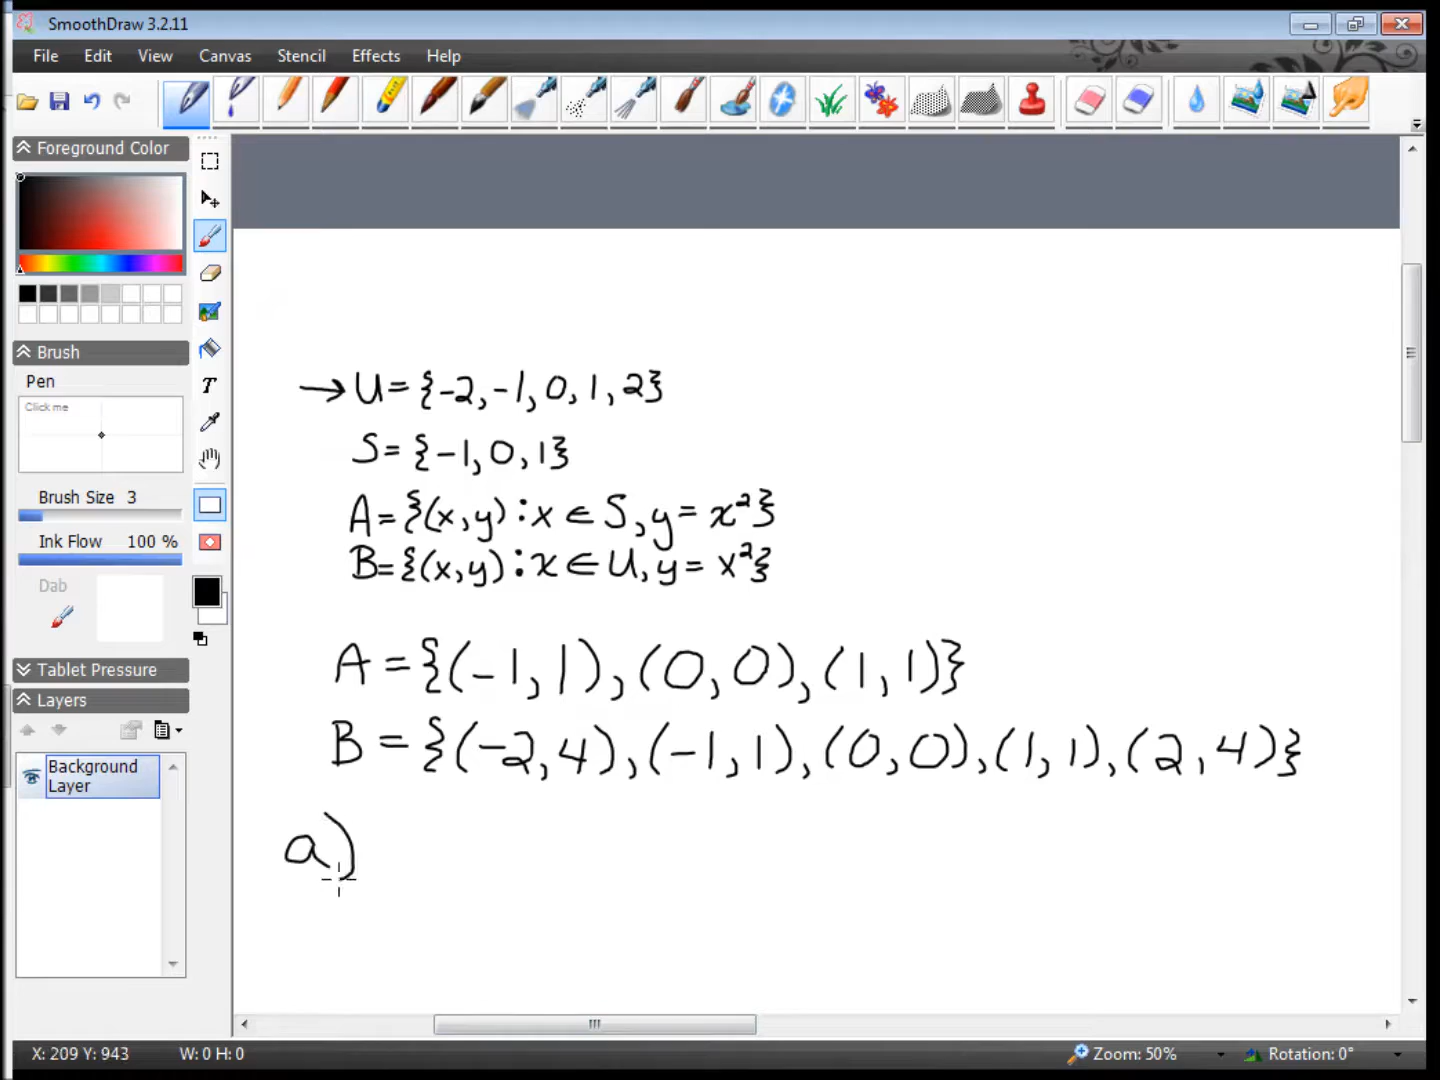 SmoothDraw 3.2.11
File Edit View Canvas Stencil Effects Help
Foreground Color
Brush
Pen
Click me
Brush Size 3
Ink Flow 100 %
Dab
Tablet Pressure
Layers
Background
Layer
→ U = {-2, -1, 0, 1, 2}
S = {-1, 0, 1}
A = {(x, y) : x ∈ S, y = x²}
B = {(x, y) : x ∈ U, y = x²}
A = {(-1, 1), (0, 0), (1, 1)}
B = {(-2, 4), (-1, 1), (0, 0), (1, 1), (2, 4)}
a)
X: 209 Y: 943 W: 0 H: 0 Zoom: 50% Rotation: 0°